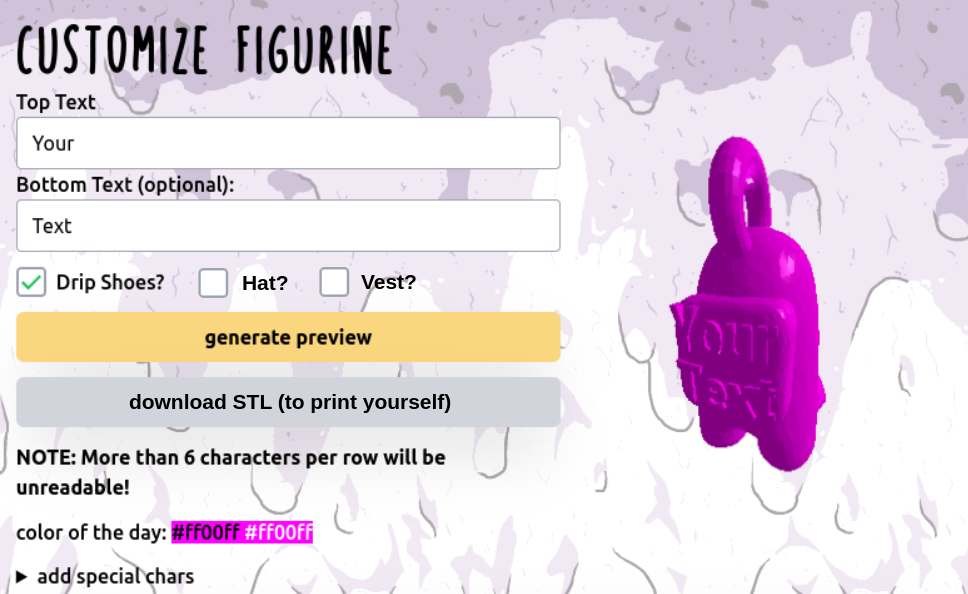 CUSTOMIZE FIGURINE
Top Text
Your
Bottom Text (optional):
Text
Drip Shoes? Hat? Vest?
generate preview
download STL (to print yourself)
NOTE: More than 6 characters per row will be
unreadable!
color of the day: #ff00ff #ff00ff
▶ add special chars
Your
Text